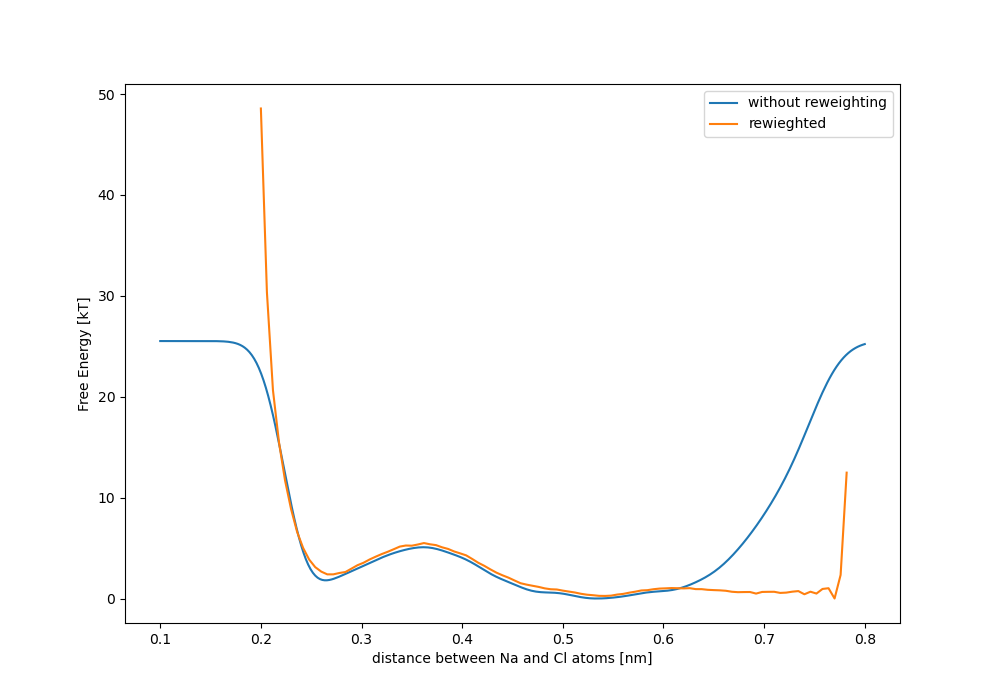 50
40
30
20
10
0
Free Energy [kT]
without reweighting
rewieghted
0.1 0.2 0.3 0.4 0.5 0.6 0.7 0.8
distance between Na and Cl atoms [nm]